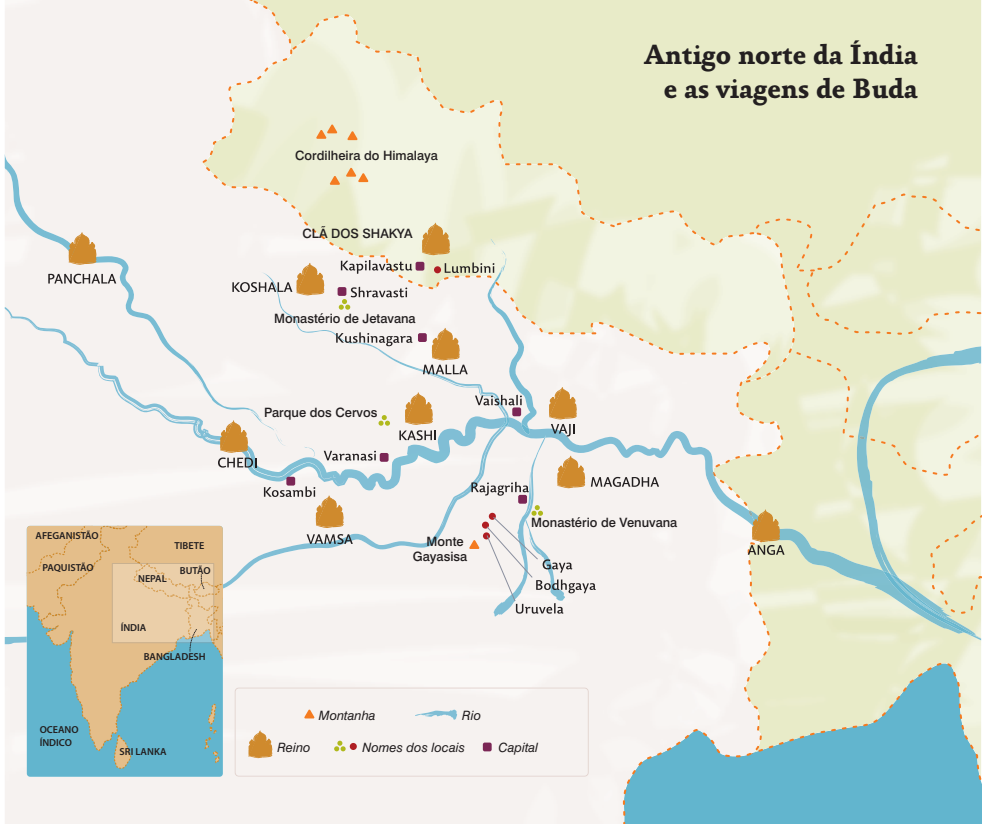 Antigo norte da Índia
e as viagens de Buda
Cordilheira do Himalaya
CLÃ DOS SHAKYA
Kapilavastu
Lumbini
PANCHALA
KOSHALA
Shravasti
Monastério de Jetavana
Kushinagara
MALLA
Parque dos Cervos
KASHI
Vaishali
VAJI
CHEDI
Varanasi
Kosambi
Rajagriha
MAGADHA
VAMSA
Monastério de Venuvana
Monte
Gayasisa
ANGA
Gaya
Bodhgaya
Uruvela
AFEGANISTÃO
TIBETE
PAQUISTÃO
NEPAL
BUTÃO
ÍNDIA
BANGLADESH
OCEANO
ÍNDICO
SRI LANKA
Montanha
Rio
Reino
Nomes dos locais
Capital